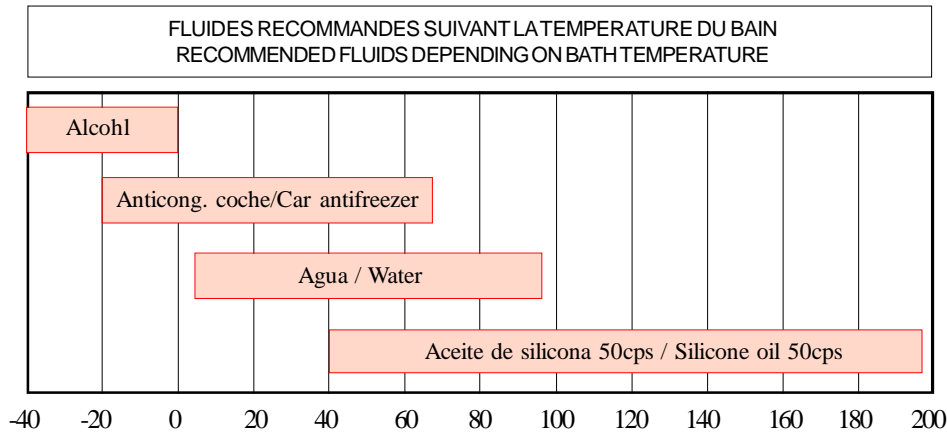 FLUIDES RECOMMANDES SUIVANT LA TEMPERATURE DU BAIN
RECOMMENDED FLUIDS DEPENDING ON BATH TEMPERATURE
Alcohl
Anticong. coche/Car antifreezer
Agua / Water
Aceite de silicona 50cps / Silicone oil 50cps
-40 -20 0 20 40 60 80 100 120 140 160 180 200